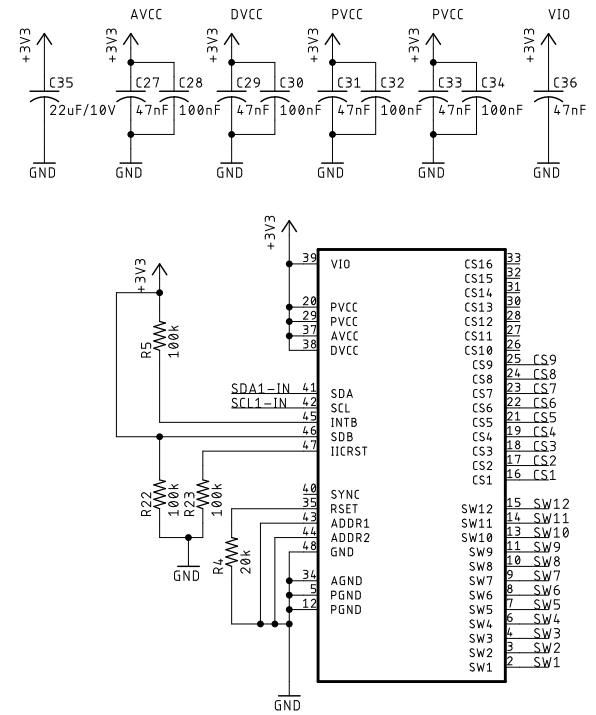 AVCC DVCC PVCC PVCC VIO
+3V3 +3V3 +3V3 +3V3 +3V3 +3V3
C35 C27 C28 C29 C30 C31 C32 C33 C34 C36
22uF/10V 47nF 100nF 47nF 100nF 47nF 100nF 47nF 100nF 47nF
GND GND GND GND GND GND
+3V3
39 VIO CS16 33
+3V3
CS15 32
CS14 31
20 PVCC CS13 30
29 PVCC CS12 28
37 AVCC CS11 27
38 DVCC CS10 26
R5 100k
CS9 25 CS9
CS8 24 CS8
SDA1-IN 41 SDA CS7 23 CS7
SCL1-IN 42 SCL CS6 22 CS6
45 INTB CS5 21 CS5
46 SDB CS4 19 CS4
47 IICRST CS3 18 CS3
CS2 17 CS2
CS1 16 CS1
R22 100k R23 100k
40 SYNC
35 RSET SW12 15 SW12
43 ADDR1 SW11 14 SW11
44 ADDR2 SW10 13 SW10
48 GND SW9 11 SW9
R4 20k
SW8 10 SW8
GND
34 AGND SW7 9 SW7
5 PGND SW6 8 SW6
12 PGND SW5 7 SW5
SW4 6 SW4
SW3 4 SW3
SW2 3 SW2
SW1 2 SW1
GND